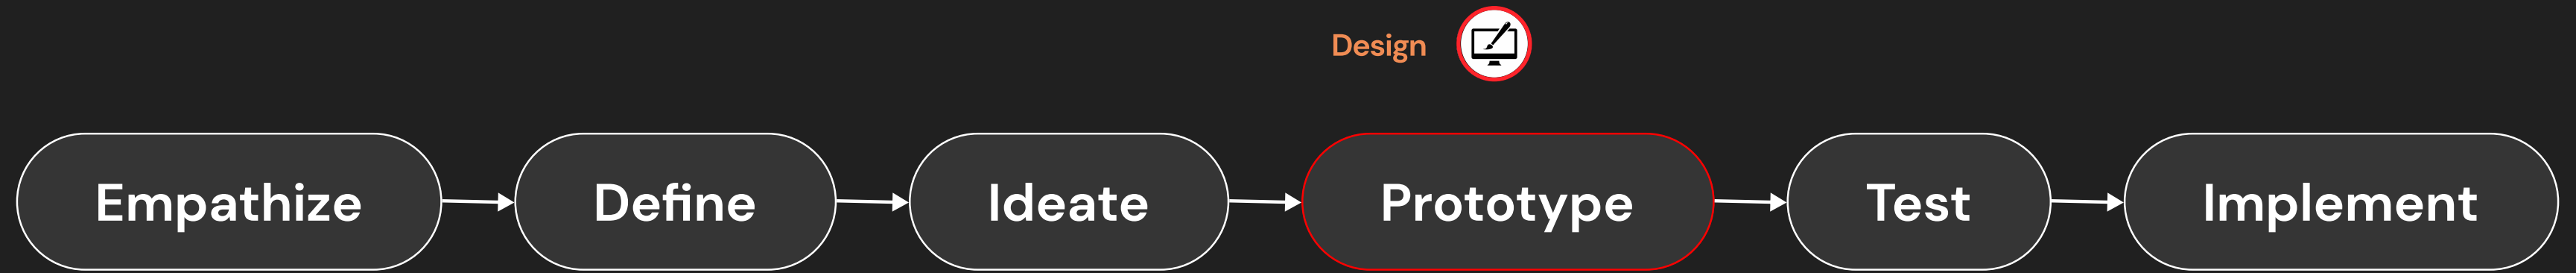 Design
Empathize
Define
Ideate
Prototype
Test
Implement